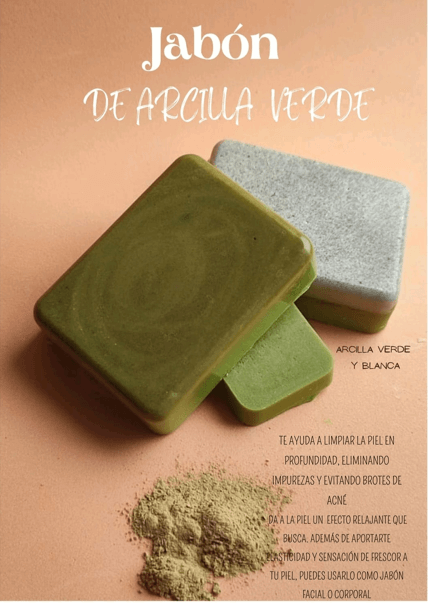 Jabón
DE ARCILLA VERDE
ARCILLA VERDE
Y BLANCA
TE AYUDA A LIMPIAR LA PIEL EN
PROFUNDIDAD, ELIMINANDO
IMPUREZAS Y EVITANDO BROTES DE
ACNÉ
DA A LA PIEL UN EFECTO RELAJANTE QUE
BUSCA. ADEMÁS DE APORTARTE
ELASTICIDAD Y SENSACIÓN DE FRESCOR A
TU PIEL, PUEDES USARLO COMO JABÓN
FACIAL O CORPORAL